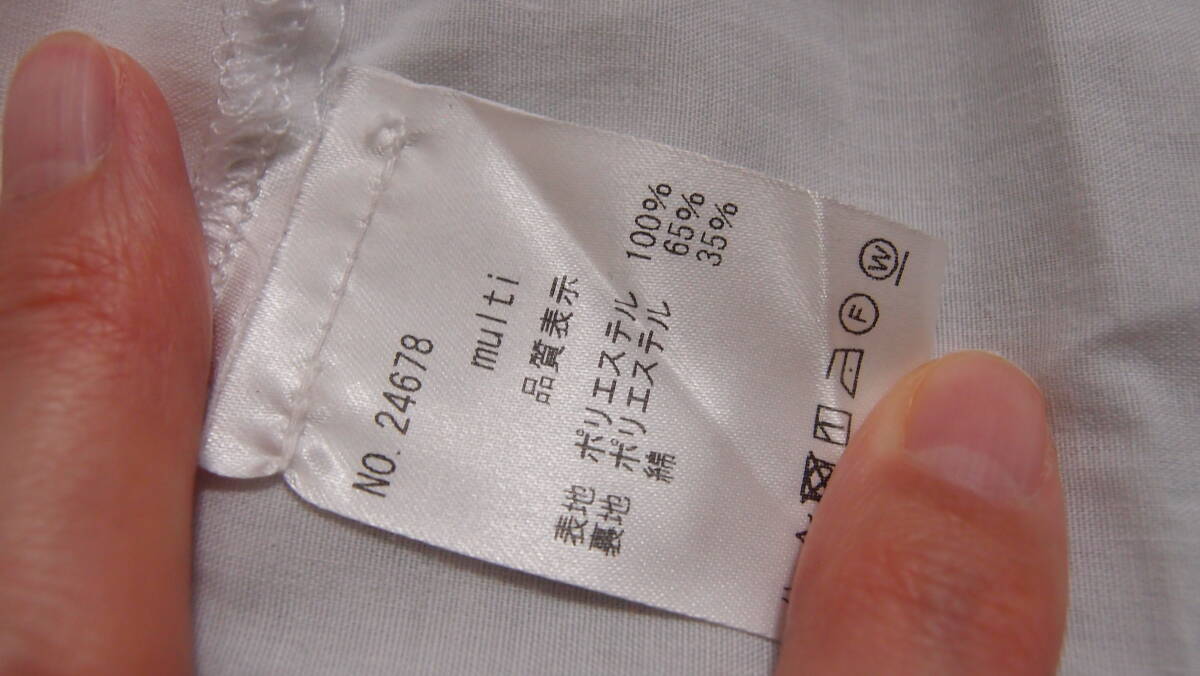 NO. 24678
multi
品質表示
表地 ポリエステル 100%
裏地 ポリエステル 65%
綿 35%
F W